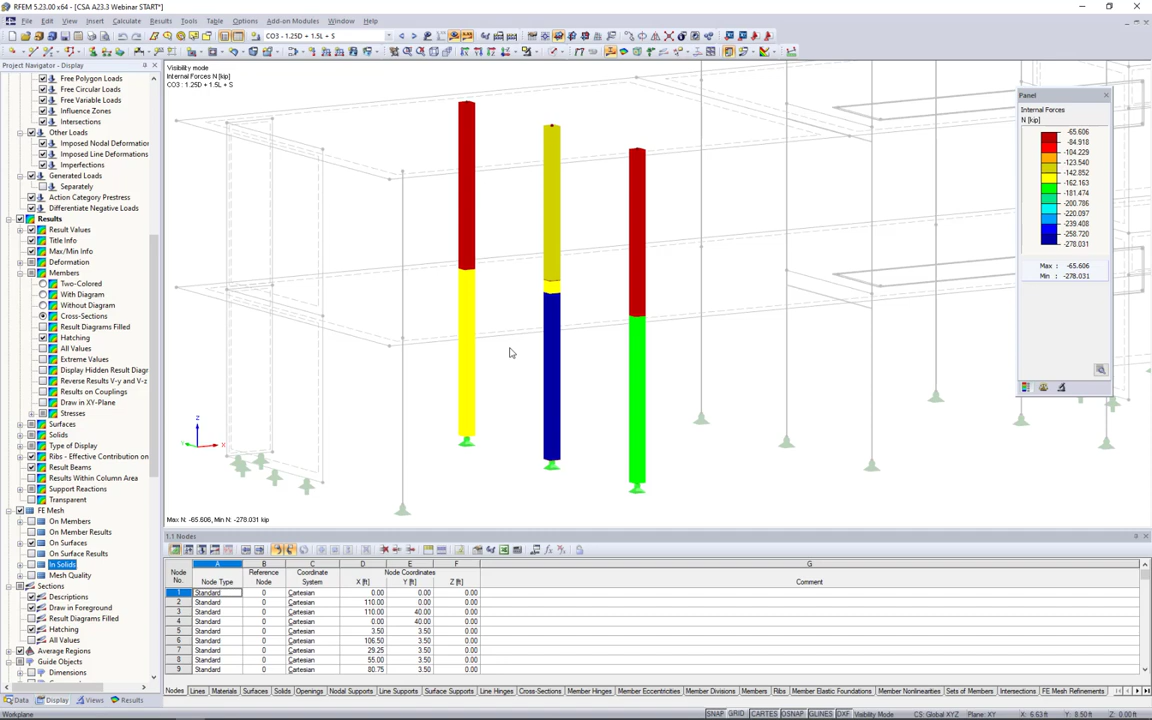 RFEM 5.23.00 x64 - [CSA A23.3 Webinar START*]
File Edit View Insert Calculate Results Tools Table Options Add-on Modules Window Help
CO3 - 1.25D + 1.5L + S
Project Navigator - Display
Free Polygon Loads
Free Circular Loads
Free Variable Loads
Influence Zones
Intersections
Other Loads
Imposed Nodal Deformation
Imposed Line Deformations
Imperfections
Generated Loads
Separately
Action Category Prestress
Differentiate Negative Loads
Results
Result Values
Title Info
Max/Min Info
Deformation
Members
Two-Colored
With Diagram
Without Diagram
Cross-Sections
Result Diagrams Filled
Hatching
All Values
Extreme Values
Display Hidden Result Diagr
Reverse Results V-y and V-z
Results on Couplings
Draw in XY-Plane
Stresses
Surfaces
Solids
Type of Display
Ribs - Effective Contribution on
Result Beams
Results Within Column Area
Support Reactions
Transparent
FE Mesh
On Members
On Member Results
On Surfaces
On Surface Results
In Solids
Mesh Quality
Sections
Descriptions
Draw in Foreground
Result Diagrams Filled
Hatching
All Values
Average Regions
Guide Objects
Dimensions
Data Display Views Results
Visibility mode
Internal Forces N [kip]
CO3 : 1.25D + 1.5L + S
Z
Y X
Max N: -65.606, Min N: -278.031 kip
Panel
Internal Forces
N [kip]
-65.606
-84.918
-104.229
-123.540
-142.852
-162.163
-181.474
-200.786
-220.097
-239.408
-258.720
-278.031
Max : -65.606
Min : -278.031
1.1 Nodes
A B C D E F G
Node No. Node Type Reference Node Coordinate System Node Coordinates X [ft] Y [ft] Z [ft] Comment
1 Standard 0 Cartesian 0.00 0.00 0.00
2 Standard 0 Cartesian 110.00 0.00 0.00
3 Standard 0 Cartesian 110.00 40.00 0.00
4 Standard 0 Cartesian 0.00 40.00 0.00
5 Standard 0 Cartesian 3.50 3.50 0.00
6 Standard 0 Cartesian 106.50 3.50 0.00
7 Standard 0 Cartesian 29.25 3.50 0.00
8 Standard 0 Cartesian 55.00 3.50 0.00
9 Standard 0 Cartesian 80.75 3.50 0.00
Nodes Lines Materials Surfaces Solids Openings Nodal Supports Line Supports Surface Supports Line Hinges Cross-Sections Member Hinges Member Eccentricities Member Divisions Members Ribs Member Elastic Foundations Member Nonlinearities Sets of Members Intersections FE Mesh Refinements
Workplane SNAP GRID CARTES OSNAP GLINES DXF Visibility Mode CS: Global XYZ Plane: XY X: 6.63 ft Y: 8.50 ft Z: 0.00 ft